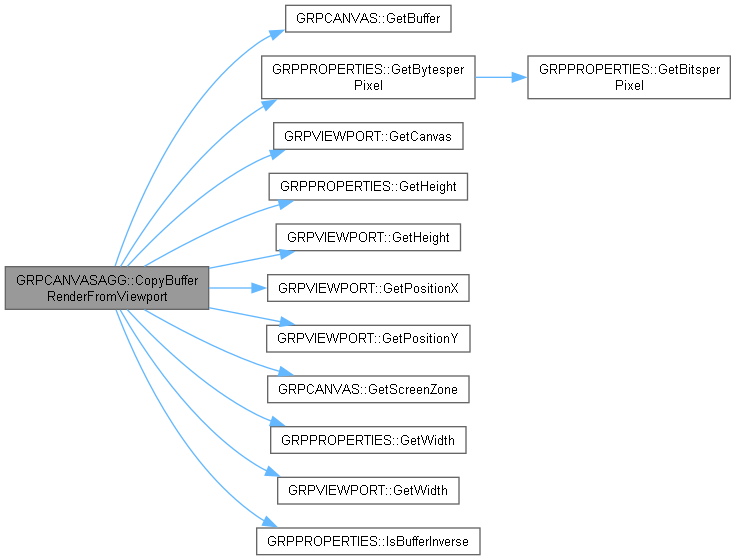 GRPCANVAS::GetBuffer
GRPPROPERTIES::GetBytesper
Pixel
GRPPROPERTIES::GetBitsper
Pixel
GRPVIEWPORT::GetCanvas
GRPPROPERTIES::GetHeight
GRPVIEWPORT::GetHeight
GRPCANVASAGG::CopyBuffer
RenderFromViewport
GRPVIEWPORT::GetPositionX
GRPVIEWPORT::GetPositionY
GRPCANVAS::GetScreenZone
GRPPROPERTIES::GetWidth
GRPVIEWPORT::GetWidth
GRPPROPERTIES::IsBufferInverse